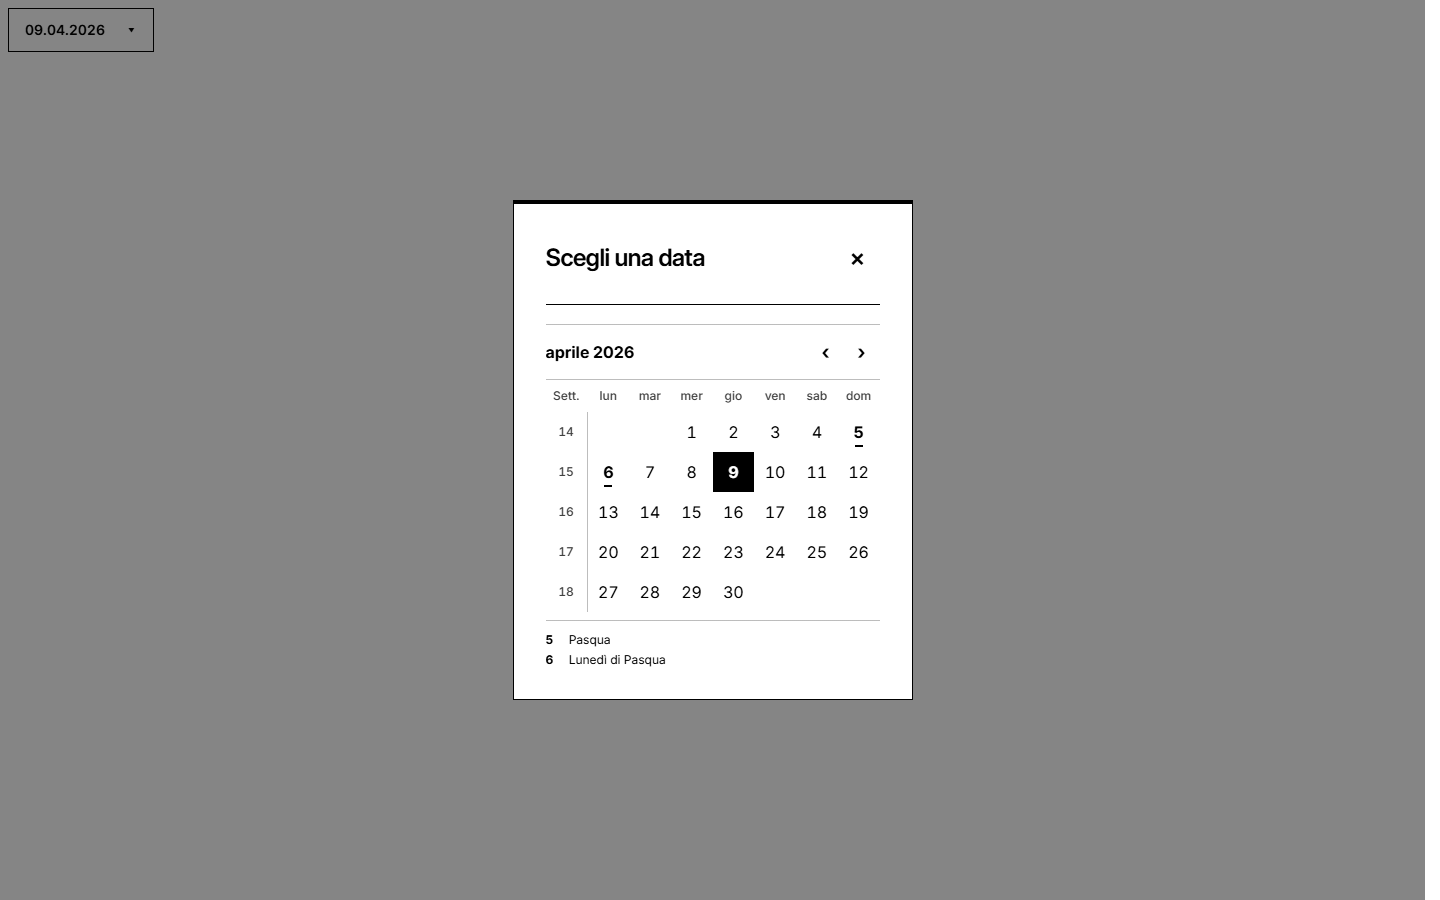 09.04.2026 ▼
Scegli una data ×
aprile 2026 ‹ ›
Sett. lun mar mer gio ven sab dom
14 1 2 3 4 5
15 6 7 8 9 10 11 12
16 13 14 15 16 17 18 19
17 20 21 22 23 24 25 26
18 27 28 29 30
5 Pasqua
6 Lunedì di Pasqua